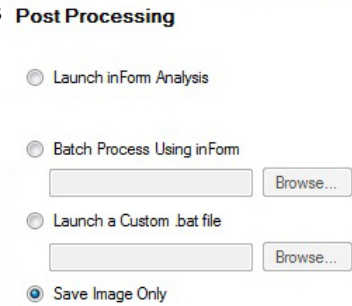 Post Processing
Launch inForm Analysis
Batch Process Using inForm
Browse...
Launch a Custom .bat file
Browse...
Save Image Only